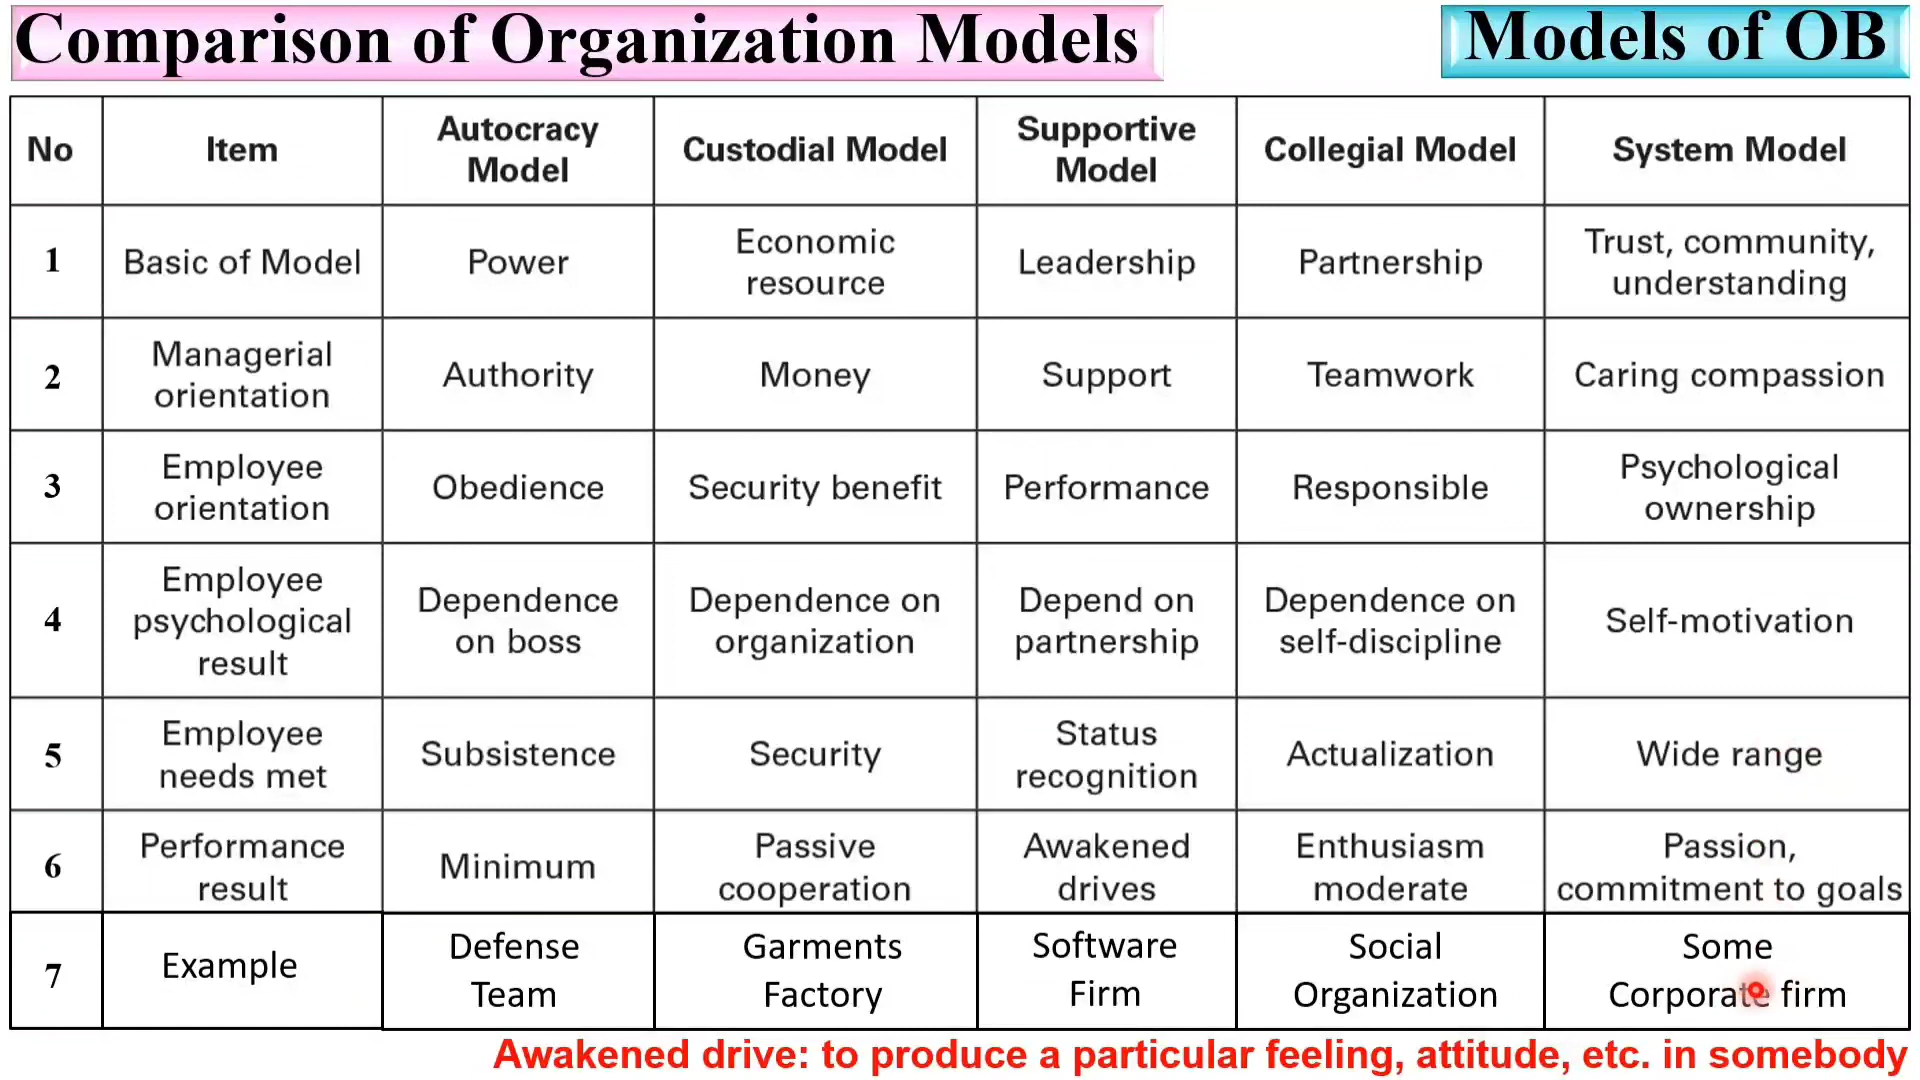 Comparison of Organization Models
Models of OB
No
Item
Autocracy
Model
Custodial Model
Supportive
Model
Collegial Model
System Model
1
Basic of Model
Power
Economic
resource
Leadership
Partnership
Trust, community,
understanding
2
Managerial
orientation
Authority
Money
Support
Teamwork
Caring compassion
3
Employee
orientation
Obedience
Security benefit
Performance
Responsible
Psychological
ownership
4
Employee
psychological
result
Dependence
on boss
Dependence on
organization
Depend on
partnership
Dependence on
self-discipline
Self-motivation
5
Employee
needs met
Subsistence
Security
Status
recognition
Actualization
Wide range
6
Performance
result
Minimum
Passive
cooperation
Awakened
drives
Enthusiasm
moderate
Passion,
commitment to goals
7
Example
Defense
Team
Garments
Factory
Software
Firm
Social
Organization
Some
Corporate firm
Awakened drive: to produce a particular feeling, attitude, etc. in somebody